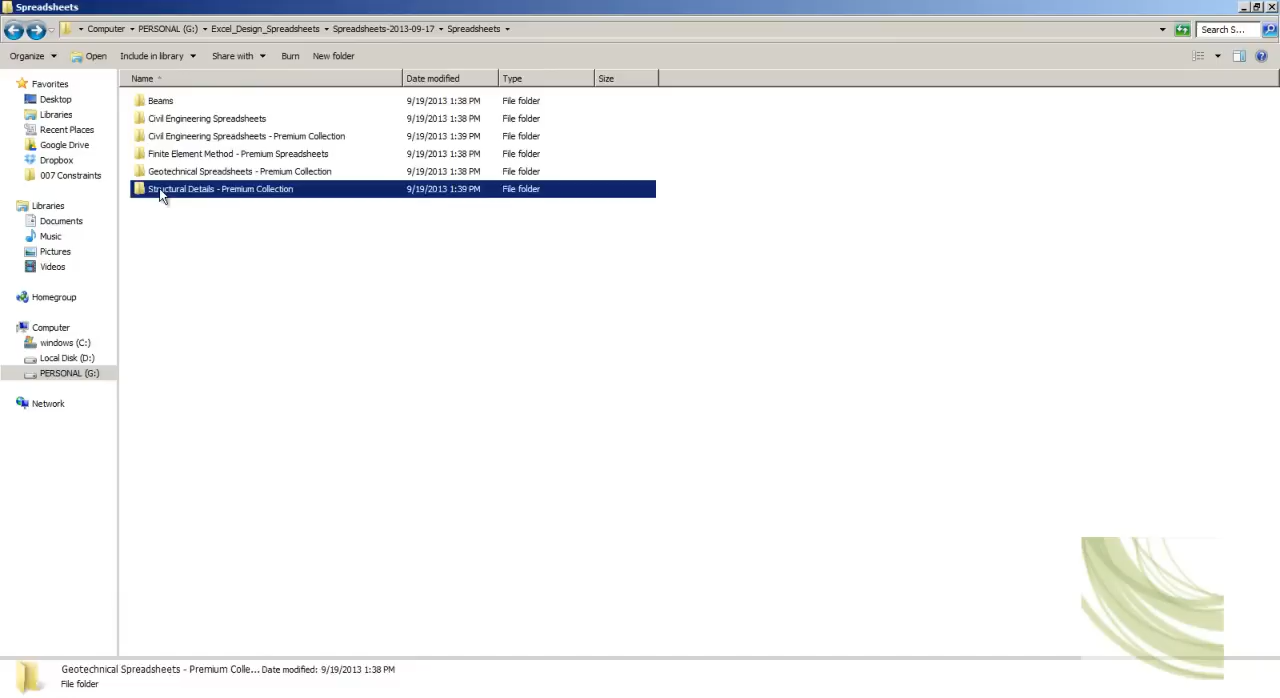 Spreadsheets
Computer PERSONAL (G:) Excel_Design_Spreadsheets Spreadsheets-2013-09-17 Spreadsheets Search S...
Organize Open Include in library Share with Burn New folder
Name Date modified Type Size
Favorites
Desktop
Libraries
Recent Places
Google Drive
Dropbox
007 Constraints
Libraries
Documents
Music
Pictures
Videos
Homegroup
Computer
windows (C:)
Local Disk (D:)
PERSONAL (G:)
Network
Beams 9/19/2013 1:38 PM File folder
Civil Engineering Spreadsheets 9/19/2013 1:38 PM File folder
Civil Engineering Spreadsheets - Premium Collection 9/19/2013 1:39 PM File folder
Finite Element Method - Premium Spreadsheets 9/19/2013 1:38 PM File folder
Geotechnical Spreadsheets - Premium Collection 9/19/2013 1:38 PM File folder
Structural Details - Premium Collection 9/19/2013 1:39 PM File folder
Geotechnical Spreadsheets - Premium Colle... Date modified: 9/19/2013 1:38 PM
File folder